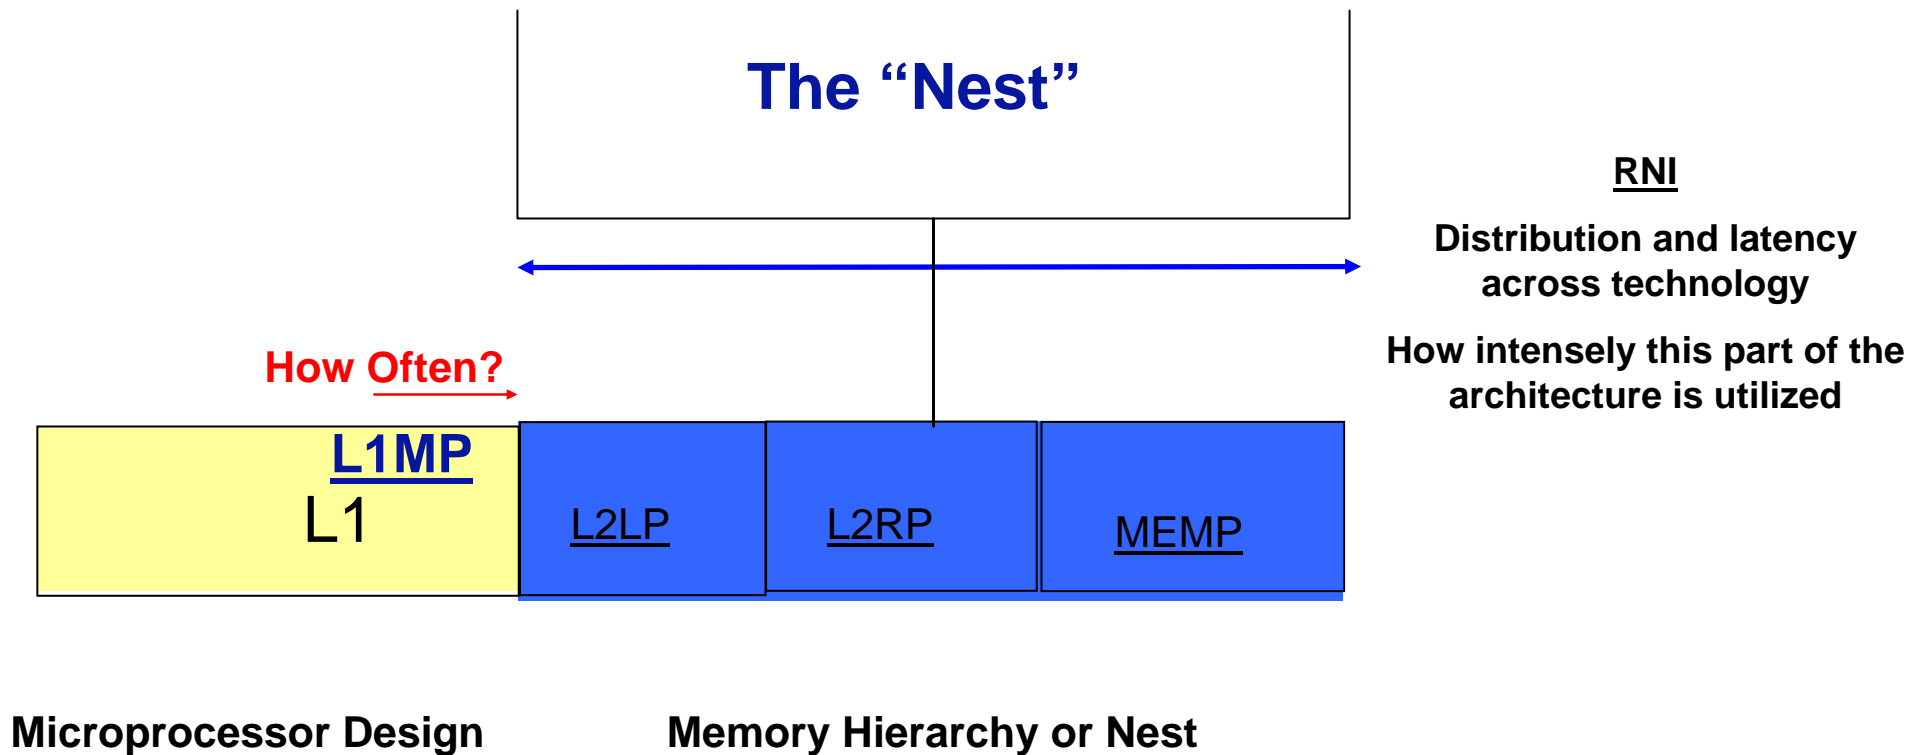 The “Nest”
RNI
Distribution and latency
across technology
How intensely this part of the
architecture is utilized
How Often?
L1MP
L1
L2LP
L2RP
MEMP
Microprocessor Design
Memory Hierarchy or Nest